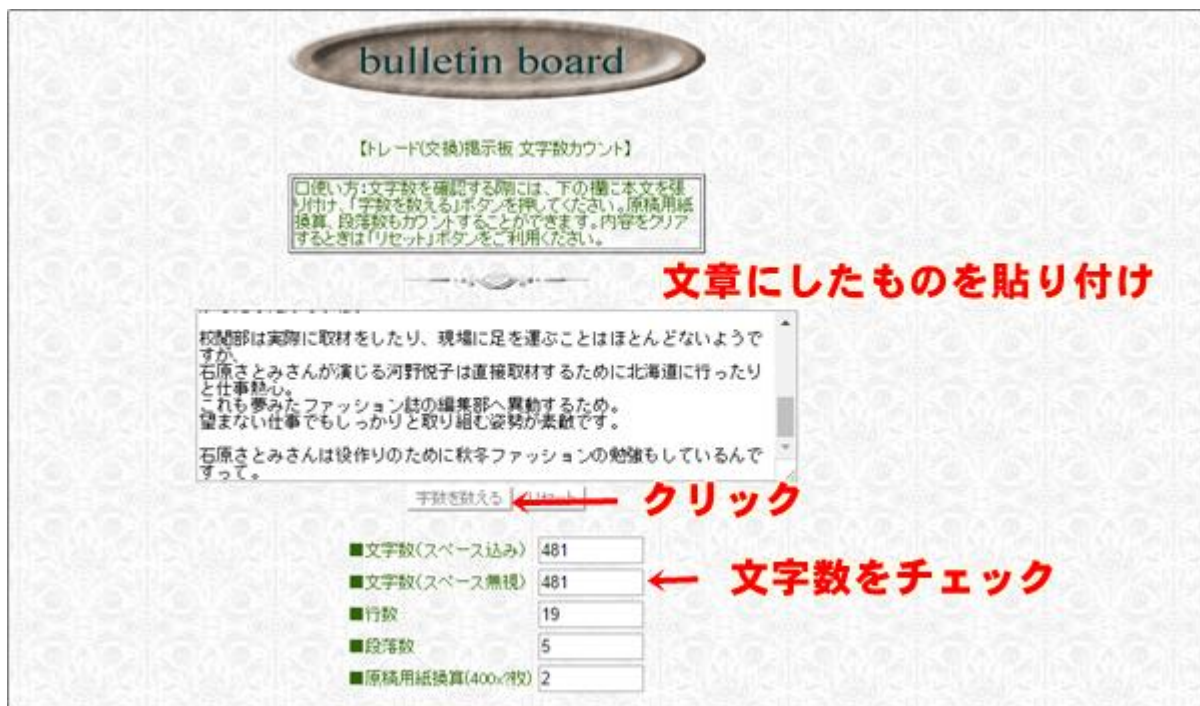 bulletin board
【トレード(交換)掲示板 文字数カウント】
□使い方：文字数を確認する際には、下の欄に本文を張
り付け、「字数を数える」ボタンを押してください。原稿用紙
換算、段落数もカウントすることができます。内容をクリア
するときは「リセット」ボタンをご利用ください。
文章にしたものを貼り付け
校閲部は実際に取材をしたり、現場に足を運ぶことはほとんどないようで
すが、
石原さとみさんが演じる河野悦子は直接取材するために北海道に行ったり
と仕事熱心。
これも夢みたファッション誌の編集部へ異動するため。
望まない仕事でもしっかりと取り組む姿勢が素敵です。
石原さとみさんは役作りのために秋冬ファッションの勉強もしているんで
すって。
字数を数える リセット
クリック
■文字数(スペース込み) 481
■文字数(スペース無視) 481
文字数をチェック
■行数 19
■段落数 5
■原稿用紙換算(400x?枚) 2